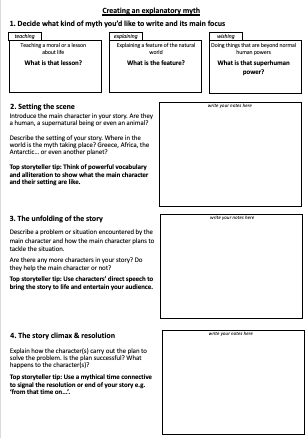 Creating an explanatory myth
1. Decide what kind of myth you'd like to write and its main focus
teaching
explaining
wishing
Teaching a moral or a lesson
about life
What is that lesson?
Explaining a feature of the natural
world
What is the feature?
Doing things that are beyond normal
human powers
What is that superhuman
power?
2. Setting the scene
write your notes here
Introduce the main character in your story. Are they
a human, a supernatural being or even an animal?
Describe the setting of your story. Where in the
world is the myth taking place? Greece, Africa, the
Antarctic... or even another planet?
Top storyteller tip: Think of powerful vocabulary
and alliteration to show what the main character
and their setting are like.
3. The unfolding of the story
write your notes here
Describe a problem or situation encountered by the
main character and how the main character plans to
tackle the situation.
Are there any more characters in your story? Do
they help the main character or not?
Top storyteller tip: Use characters' direct speech to
bring the story to life and entertain your audience.
4. The story climax & resolution
write your notes here
Explain how the character(s) carry out the plan to
solve the problem. Is the plan successful? What
happens to the character(s)?
Top storyteller tip: Use a mythical time connective
to signal the resolution or end of your story e.g.
'from that time on...'.